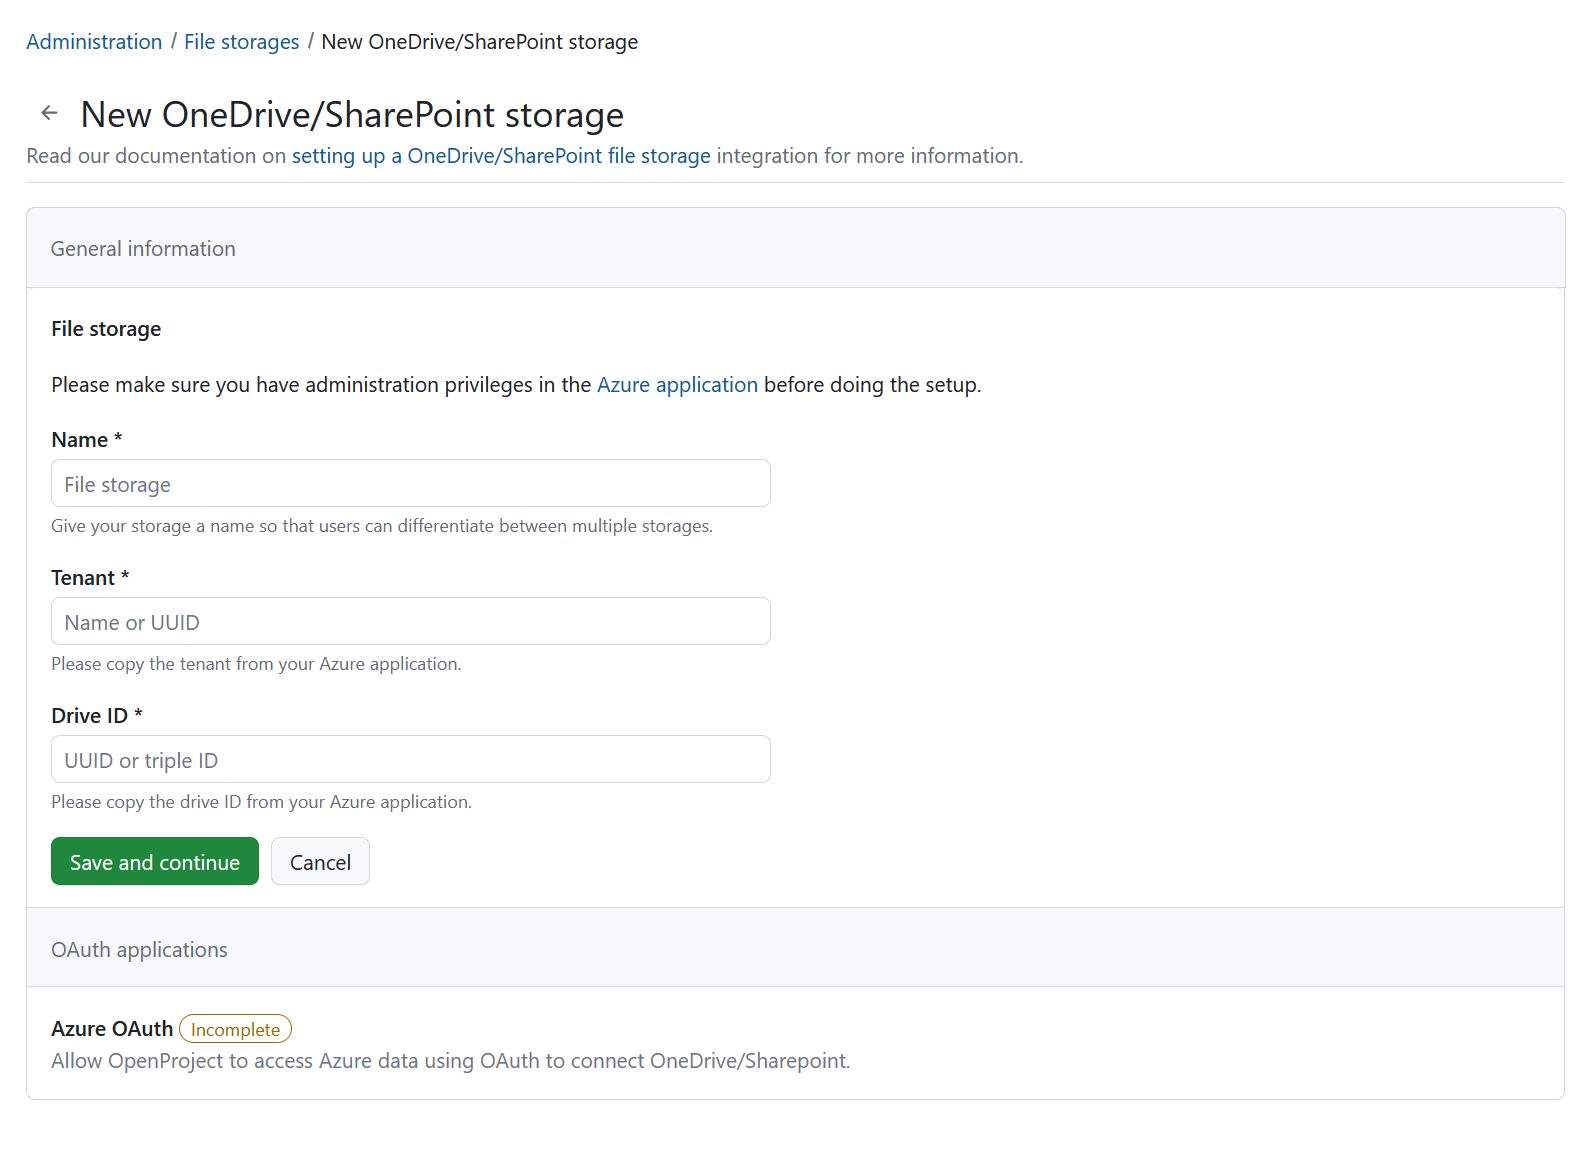 Administration / File storages / New OneDrive/SharePoint storage
← New OneDrive/SharePoint storage
Read our documentation on setting up a OneDrive/SharePoint file storage integration for more information.
General information
File storage
Please make sure you have administration privileges in the Azure application before doing the setup.
Name *
File storage
Give your storage a name so that users can differentiate between multiple storages.
Tenant *
Name or UUID
Please copy the tenant from your Azure application.
Drive ID *
UUID or triple ID
Please copy the drive ID from your Azure application.
Save and continue Cancel
OAuth applications
Azure OAuth Incomplete
Allow OpenProject to access Azure data using OAuth to connect OneDrive/Sharepoint.